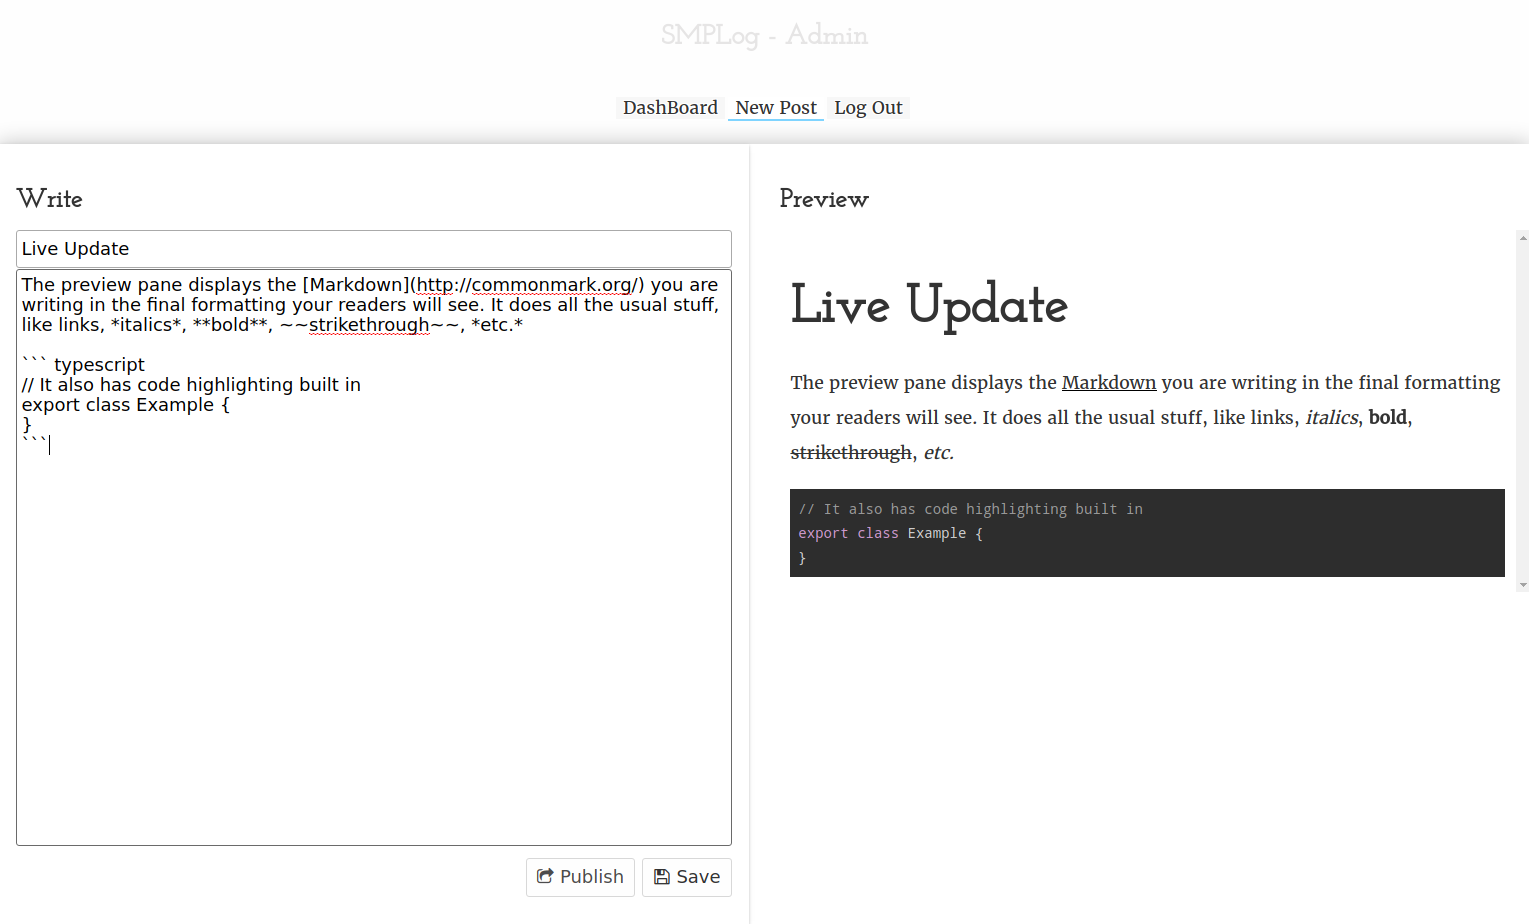 SMPLog - Admin
DashBoard New Post Log Out
Write
Live Update
The preview pane displays the [Markdown](http://commonmark.org/) you are
writing in the final formatting your readers will see. It does all the usual stuff,
like links, *italics*, **bold**, ~~strikethrough~~, *etc.*
``` typescript
// It also has code highlighting built in
export class Example {
}
```
Publish Save
Preview
Live Update
The preview pane displays the Markdown you are writing in the final formatting
your readers will see. It does all the usual stuff, like links, italics, bold,
strikethrough, etc.
// It also has code highlighting built in
export class Example {
}